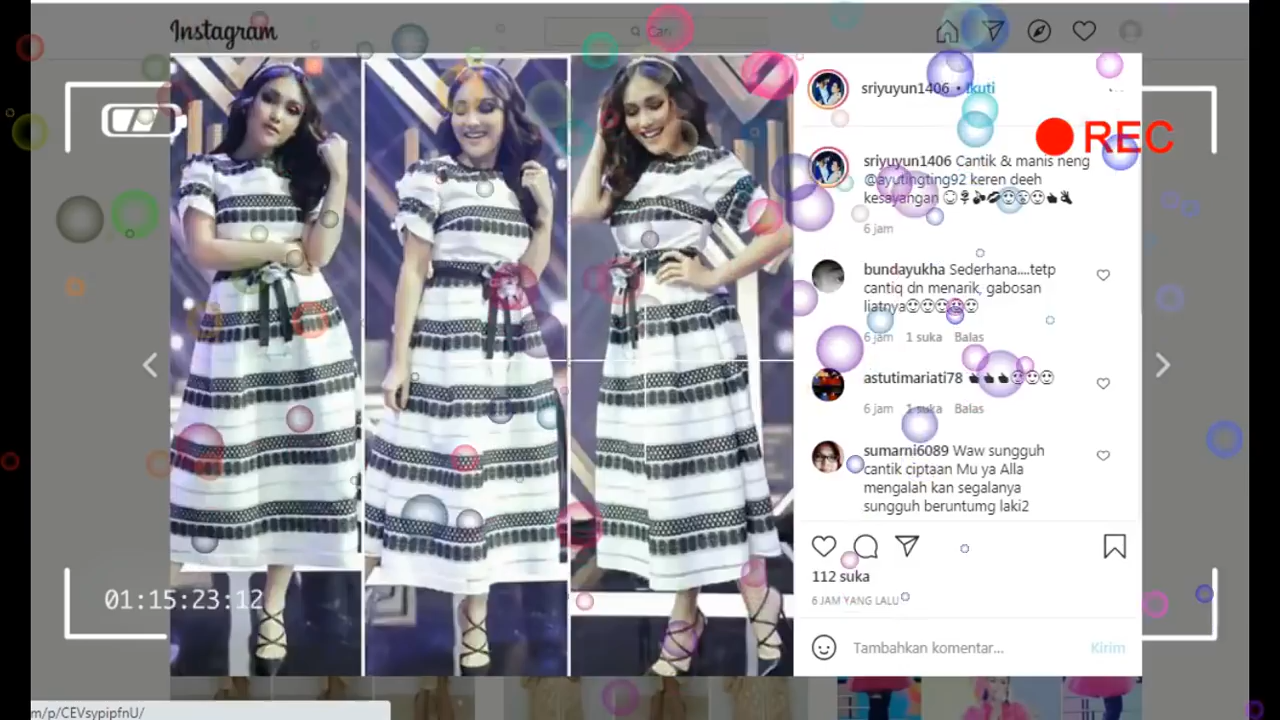 Instagram
Cari
sriyuyun1406 • Ikuti
REC
sriyuyun1406 Cantik & manis neng
@ayutingting92 keren deeh
kesayangan
6 jam
bundayukha Sederhana....tetp
cantiq dn menarik, gabosan
liatnya
6 jam 1 suka Balas
astutimariati78
6 jam 1 suka Balas
sumarni6089 Waw sungguh
cantik ciptaan Mu ya Alla
mengalah kan segalanya
sungguh beruntumg laki2
112 suka
6 JAM YANG LALU
01:15:23:12
Tambahkan komentar... Kirim
m/p/CEVsypipfnU/